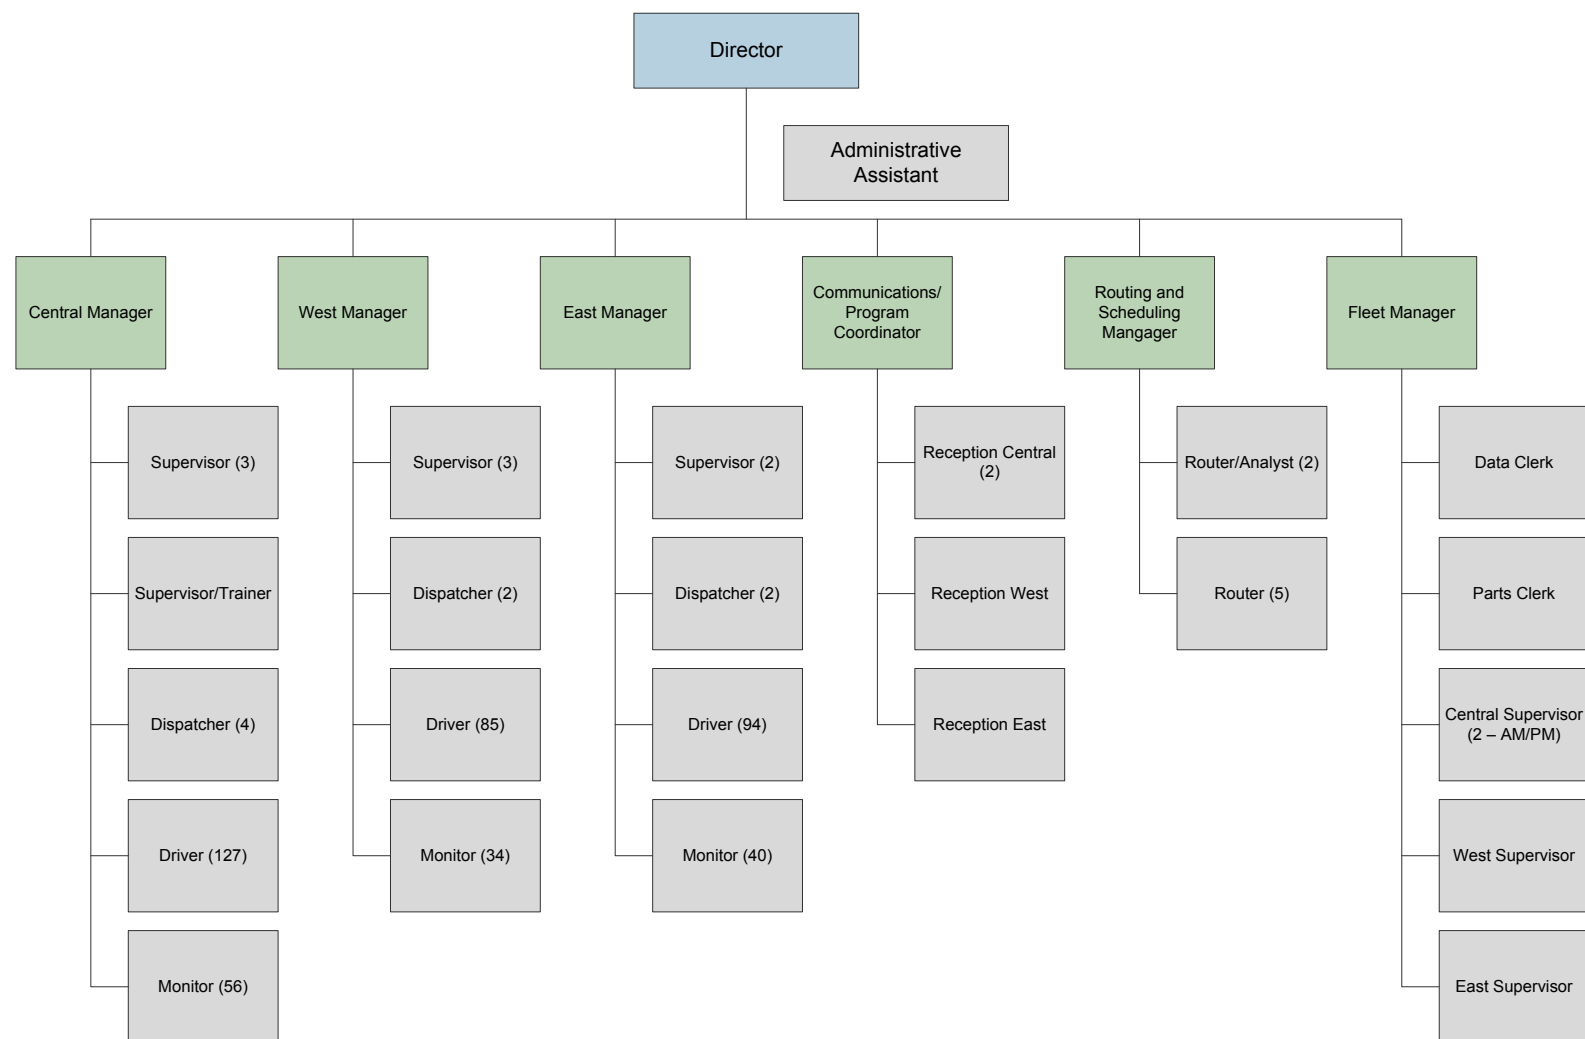 Director
Administrative
Assistant
Central Manager
West Manager
East Manager
Communications/
Program
Coordinator
Routing and
Scheduling
Mangager
Fleet Manager
Supervisor (3)
Supervisor (3)
Supervisor (2)
Reception Central
(2)
Router/Analyst (2)
Data Clerk
Supervisor/Trainer
Dispatcher (2)
Dispatcher (2)
Reception West
Router (5)
Parts Clerk
Dispatcher (4)
Driver (85)
Driver (94)
Reception East
Central Supervisor
(2 – AM/PM)
Driver (127)
Monitor (34)
Monitor (40)
West Supervisor
Monitor (56)
East Supervisor